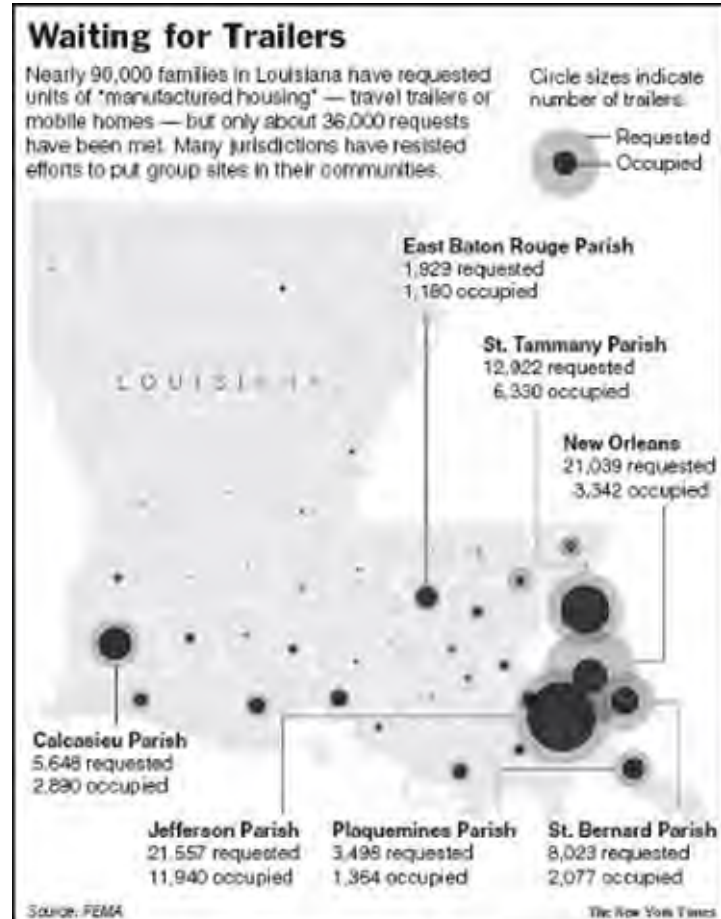 Waiting for Trailers
Nearly 90,000 families in Louisiana have requested
units of "manufactured housing" — travel trailers or
mobile homes — but only about 36,000 requests
have been met. Many jurisdictions have resisted
efforts to put group sites in their communities.
Circle sizes indicate
number of trailers.
Requested
Occupied
East Baton Rouge Parish
1,929 requested
1,180 occupied
St. Tammany Parish
12,922 requested
6,330 occupied
LOUISIANA
New Orleans
21,039 requested
3,342 occupied
Calcasieu Parish
5,648 requested
2,890 occupied
Jefferson Parish
21,557 requested
11,940 occupied
Plaquemines Parish
3,498 requested
1,364 occupied
St. Bernard Parish
8,023 requested
2,077 occupied
Source: FEMA
The New York Times